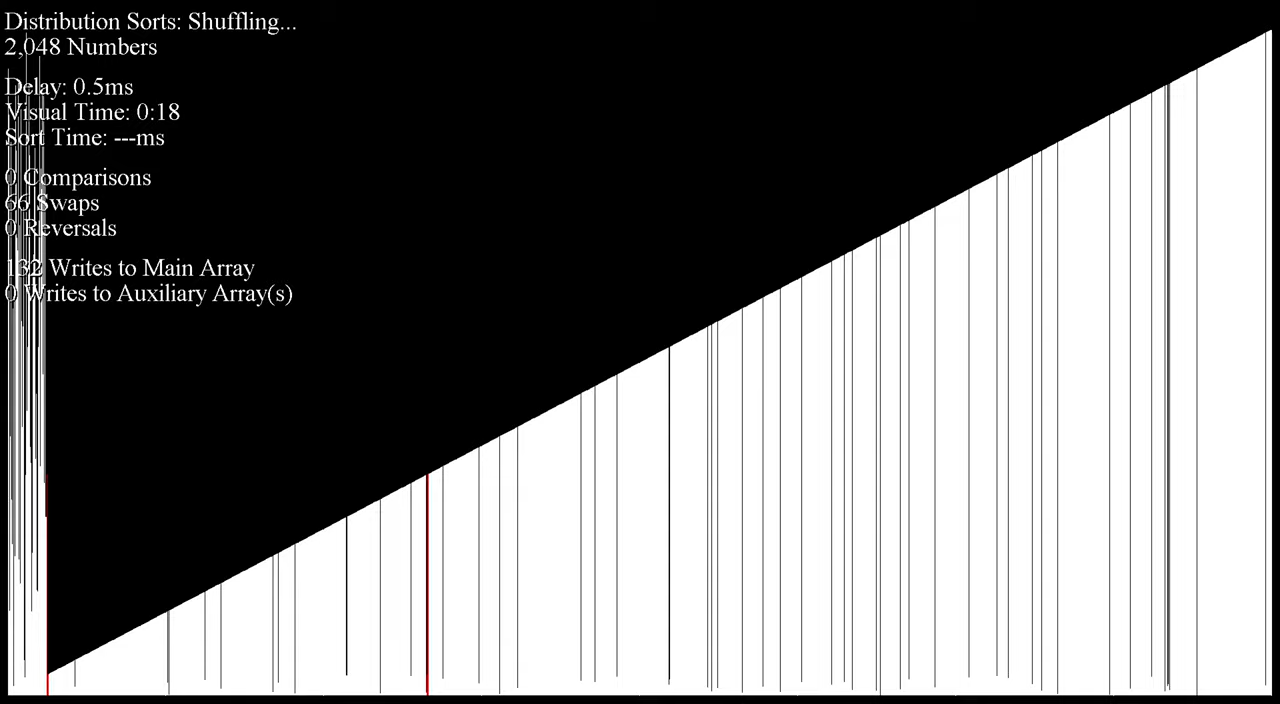 Distribution Sorts: Shuffling...
2,048 Numbers
Delay: 0.5ms
Visual Time: 0:18
Sort Time: ---ms
0 Comparisons
66 Swaps
0 Reversals
132 Writes to Main Array
0 Writes to Auxiliary Array(s)